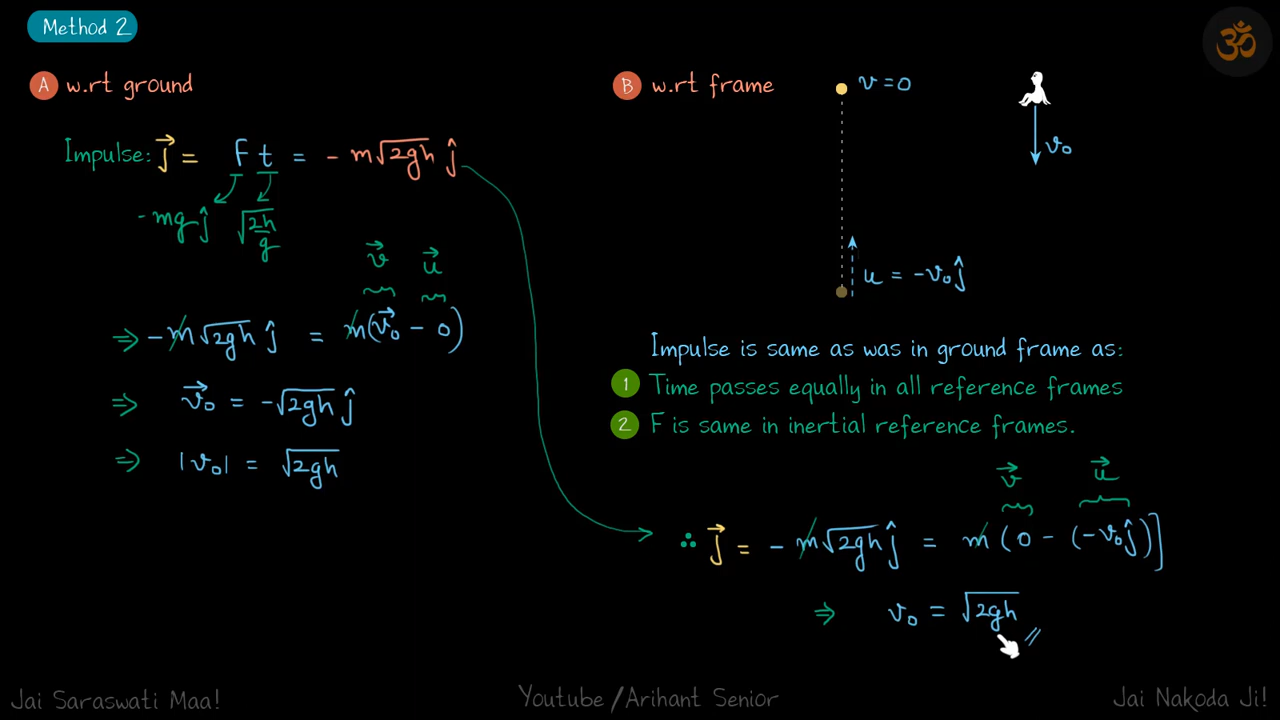 Method 2
ॐ
A w.r.t ground
Impulse: j⃗ = F t = - m√2gh ĵ
-mg ĵ √2h/g
v⃗ u⃗
⇒ -m√2gh ĵ = m(v⃗₀ - 0)
⇒ v⃗₀ = -√2gh ĵ
⇒ |v₀| = √2gh
B w.r.t frame
v = 0
v₀
u = -v₀ĵ
Impulse is same as was in ground frame as:
1 Time passes equally in all reference frames
2 F is same in inertial reference frames.
v⃗ u⃗
∴ j⃗ = - m√2gh ĵ = m (0 - (-v₀ĵ)]
⇒ v₀ = √2gh //
Jai Saraswati Maa!
Youtube /Arihant Senior
Jai Nakoda Ji!